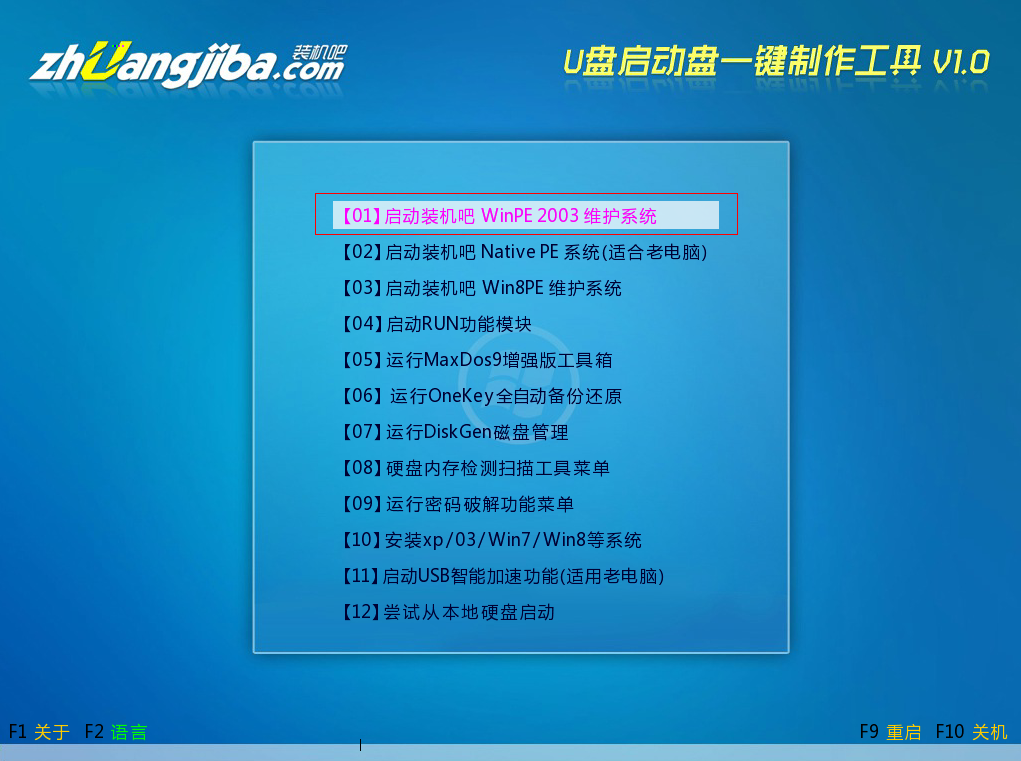 zhUangjiba.com 装机吧
U盘启动盘一键制作工具 V1.0
【01】启动装机吧 WinPE 2003 维护系统
【02】启动装机吧 Native PE 系统(适合老电脑)
【03】启动装机吧 Win8PE 维护系统
【04】启动RUN功能模块
【05】运行MaxDos9增强版工具箱
【06】运行OneKey全自动备份还原
【07】运行DiskGen磁盘管理
【08】硬盘内存检测扫描工具菜单
【09】运行密码破解功能菜单
【10】安装xp/03/Win7/Win8等系统
【11】启动USB智能加速功能(适用老电脑)
【12】尝试从本地硬盘启动
F1 关于 F2 语言 F9 重启 F10 关机